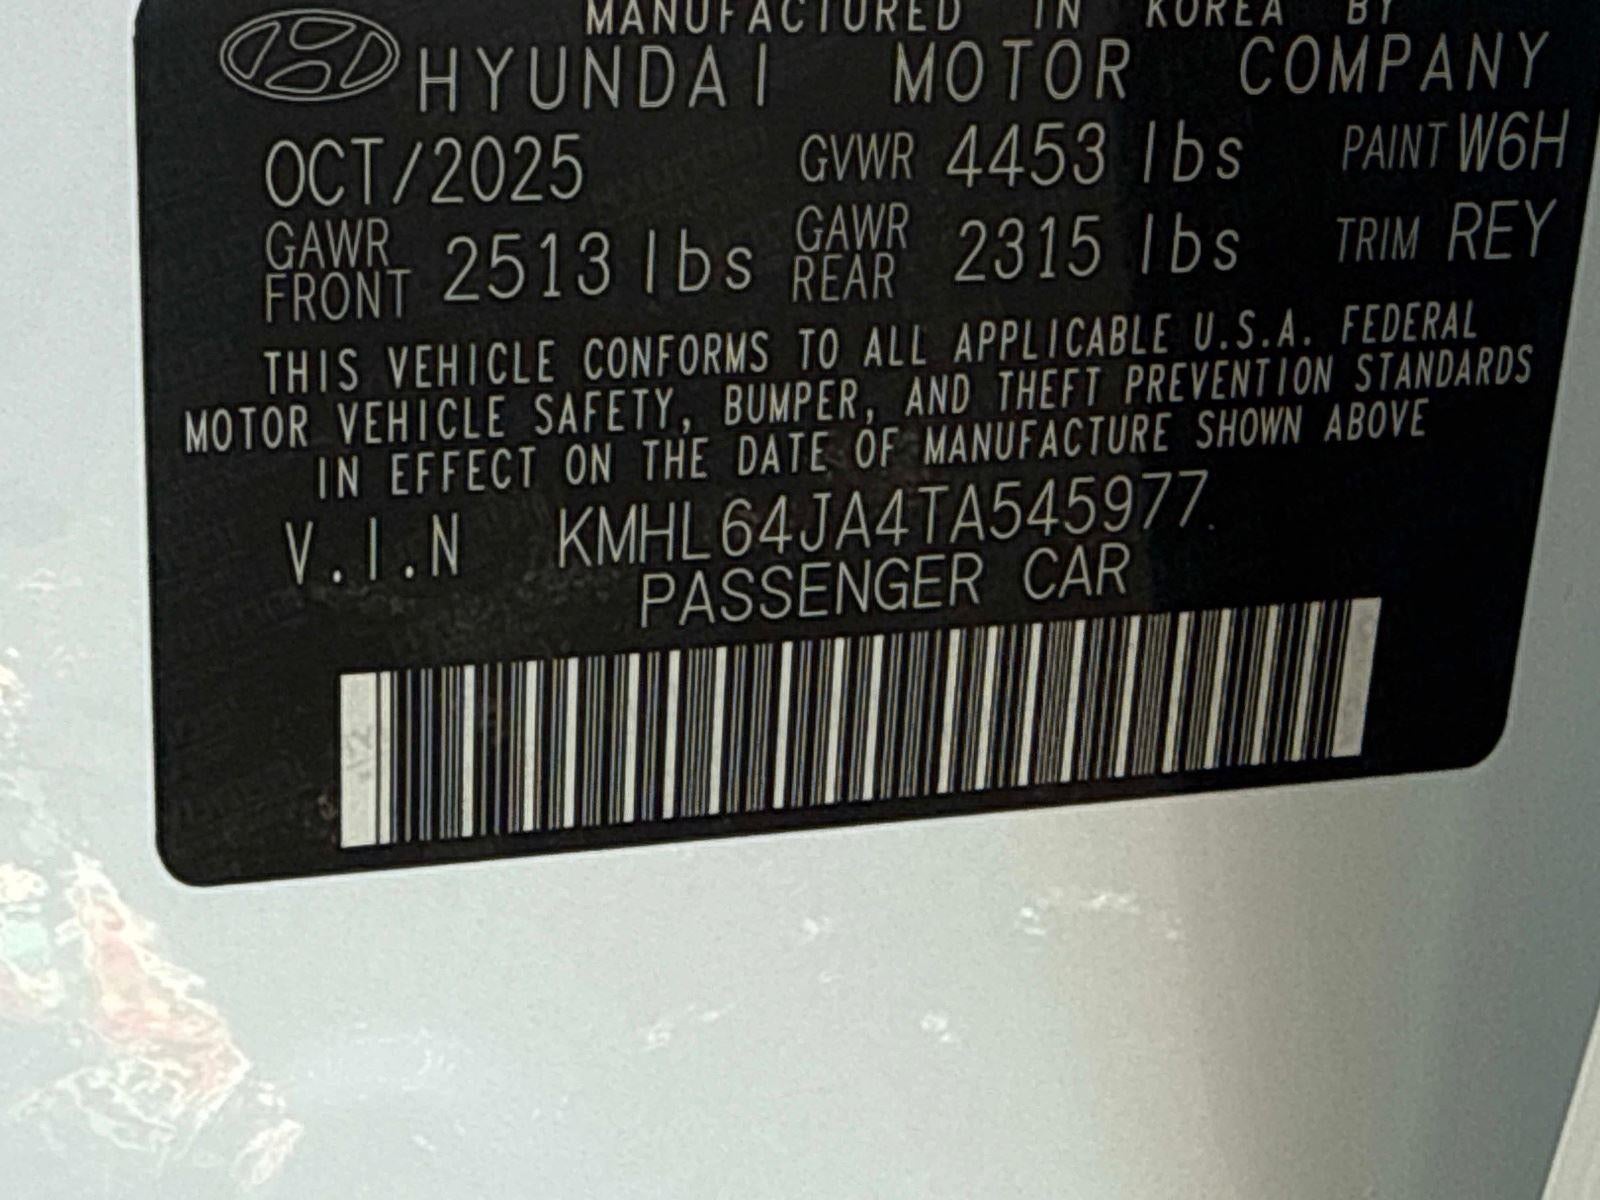 MANUFACTURED IN KOREA BY
HYUNDAI MOTOR COMPANY
OCT/2025 GVWR 4453 lbs PAINT W6H
GAWR FRONT 2513 lbs GAWR REAR 2315 lbs TRIM REY
THIS VEHICLE CONFORMS TO ALL APPLICABLE U.S.A. FEDERAL
MOTOR VEHICLE SAFETY, BUMPER, AND THEFT PREVENTION STANDARDS
IN EFFECT ON THE DATE OF MANUFACTURE SHOWN ABOVE
V.I.N KMHL64JA4TA545977
PASSENGER CAR